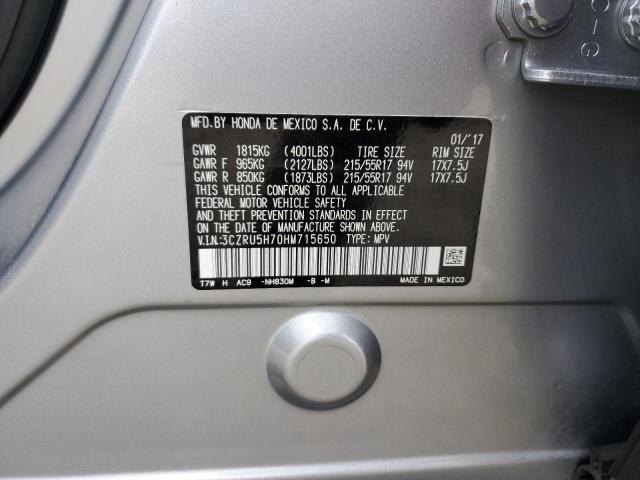 C-G
MFD.BY HONDA DE MEXICO S.A. DE C.V.
01/'17
GVWR 1815KG (4001LBS) TIRE SIZE RIM SIZE
GAWR F 965KG (2127LBS) 215/55R17 94V 17X7.5J
GAWR R 850KG (1873LBS) 215/55R17 94V 17X7.5J
THIS VEHICLE CONFORMS TO ALL APPLICABLE
FEDERAL MOTOR VEHICLE SAFETY
AND THEFT PREVENTION STANDARDS IN EFFECT
ON THE DATE OF MANUFACTURE SHOWN ABOVE.
V.I.N.:3CZRU5H70HM715650 TYPE: MPV
T7W H AC9 -NH830M -B -M
MADE IN MEXICO